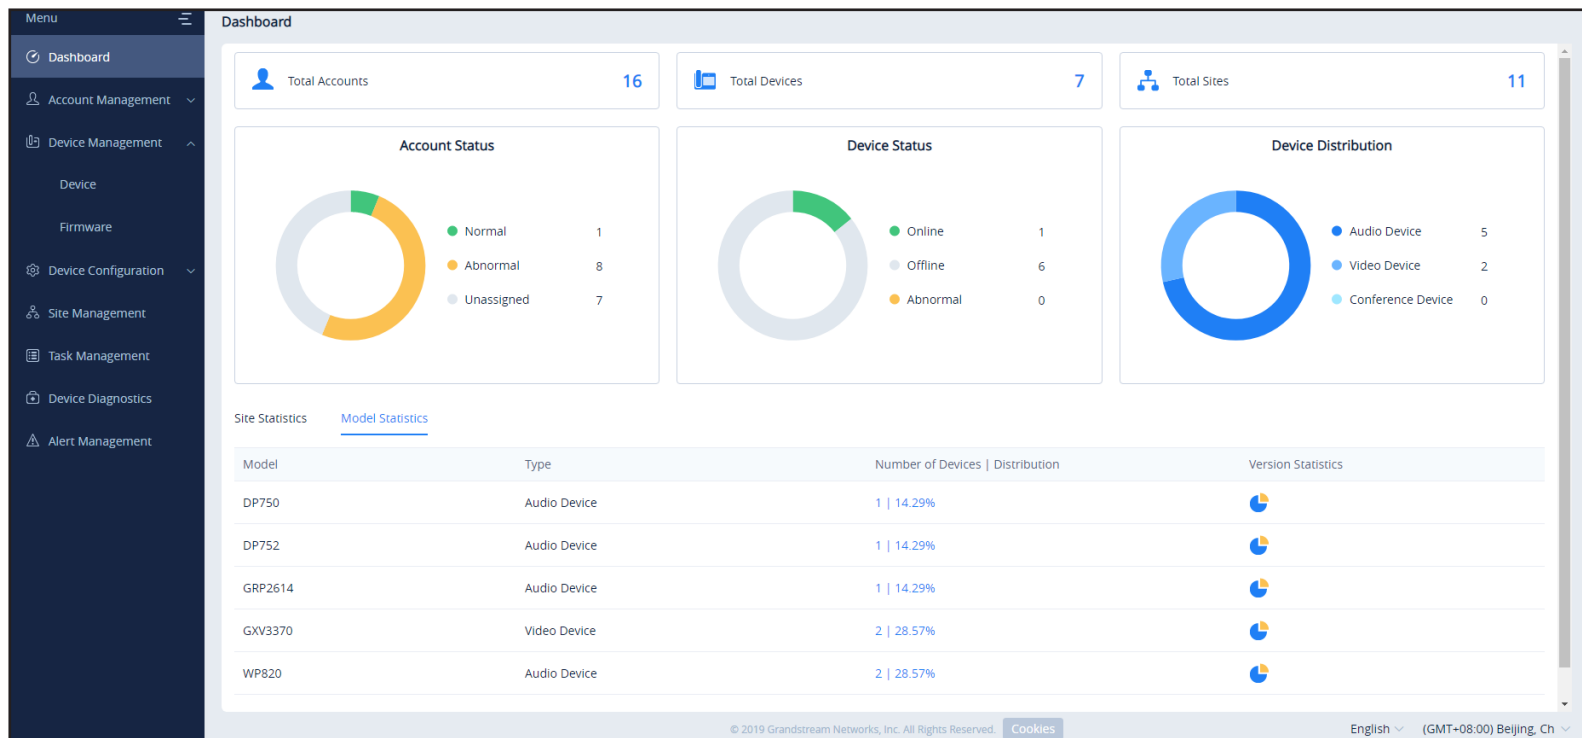 Menu
Dashboard
Dashboard
Account Management
Device Management
Device
Firmware
Device Configuration
Site Management
Task Management
Device Diagnostics
Alert Management
Total Accounts 16
Total Devices 7
Total Sites 11
Account Status
Normal 1
Abnormal 8
Unassigned 7
Device Status
Online 1
Offline 6
Abnormal 0
Device Distribution
Audio Device 5
Video Device 2
Conference Device 0
Site Statistics Model Statistics
Model Type Number of Devices | Distribution Version Statistics
DP750 Audio Device 1 | 14.29%
DP752 Audio Device 1 | 14.29%
GRP2614 Audio Device 1 | 14.29%
GXV3370 Video Device 2 | 28.57%
WP820 Audio Device 2 | 28.57%
© 2019 Grandstream Networks, Inc. All Rights Reserved. Cookies
English (GMT+08:00) Beijing, Ch